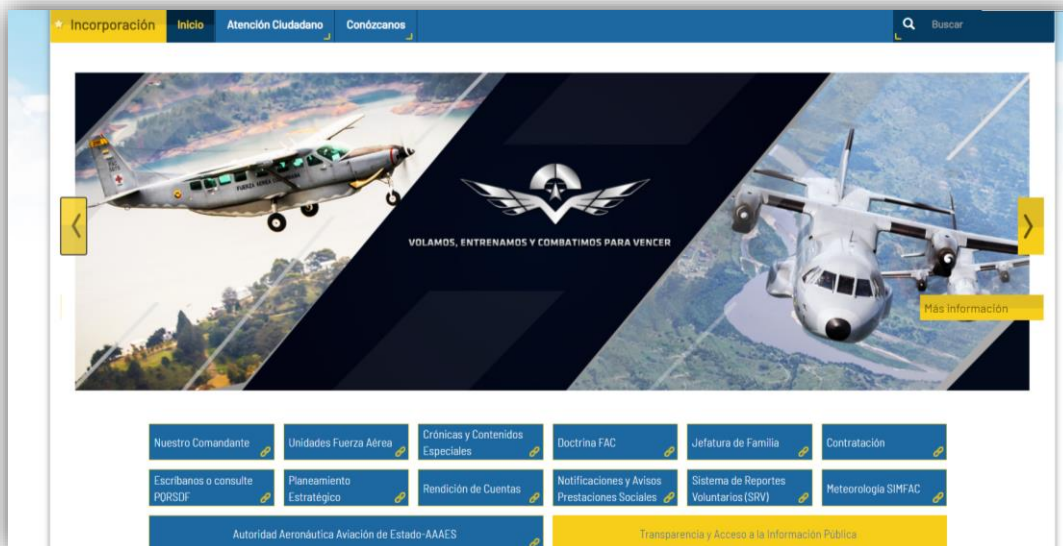 Incorporación
Inicio
Atención Ciudadano
Conózcanos
Buscar
FUERZA AEREA
VOLAMOS, ENTRENAMOS Y COMBATIMOS PARA VENCER
Más información
Nuestro Comandante
Unidades Fuerza Aérea
Crónicas y Contenidos
Especiales
Doctrina FAC
Jefatura de Familia
Contratación
Escríbanos o consulte
PQRSDF
Planeamiento
Estratégico
Rendición de Cuentas
Notificaciones y Avisos
Prestaciones Sociales
Sistema de Reportes
Voluntarios (SRV)
Meteorología SIMFAC
Autoridad Aeronáutica Aviación de Estado-AAAES
Transparencia y Acceso a la Información Pública